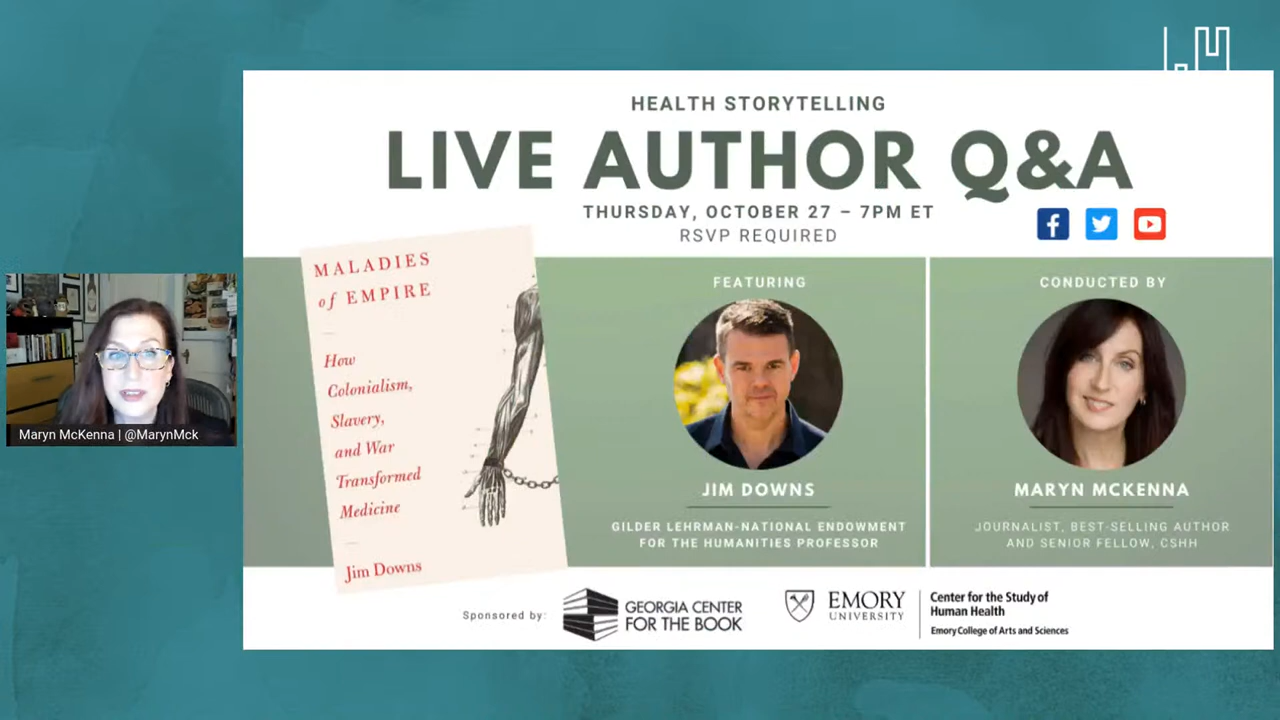 HEALTH STORYTELLING
LIVE AUTHOR Q&A
THURSDAY, OCTOBER 27 – 7PM ET
RSVP REQUIRED
MALADIES
of EMPIRE
How
Colonialism,
Slavery,
and War
Transformed
Medicine
Jim Downs
FEATURING
JIM DOWNS
GILDER LEHRMAN-NATIONAL ENDOWMENT
FOR THE HUMANITIES PROFESSOR
CONDUCTED BY
MARYN MCKENNA
JOURNALIST, BEST-SELLING AUTHOR
AND SENIOR FELLOW, CSHH
Maryn McKenna | @MarynMck
Sponsored by:
GEORGIA CENTER
FOR THE BOOK
EMORY
UNIVERSITY
Center for the Study of
Human Health
Emory College of Arts and Sciences